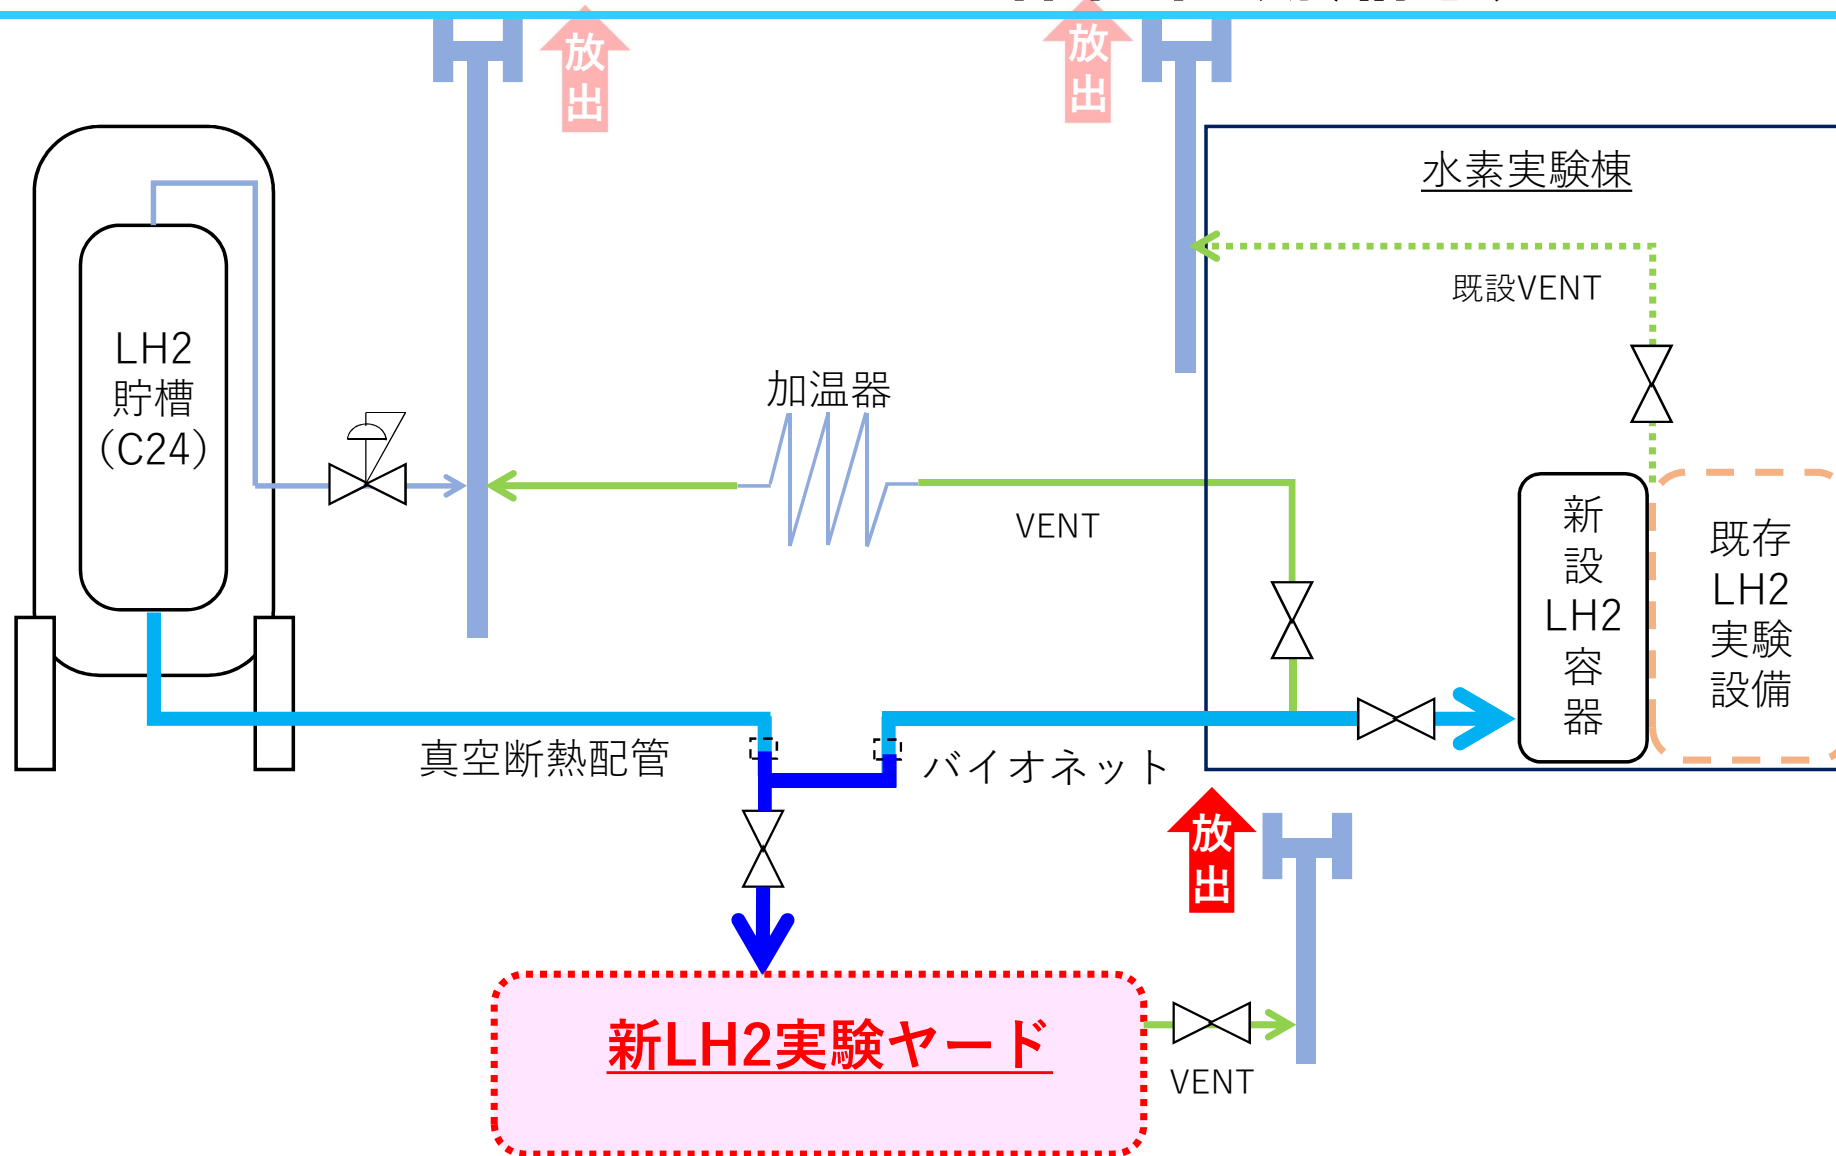 放
出
放
出
水素実験棟
既設VENT
LH2
貯槽
(C24)
加温器
VENT
新
設
LH2
容
器
既存
LH2
実験
設備
真空断熱配管
バイオネット
放
出
新LH2実験ヤード
VENT